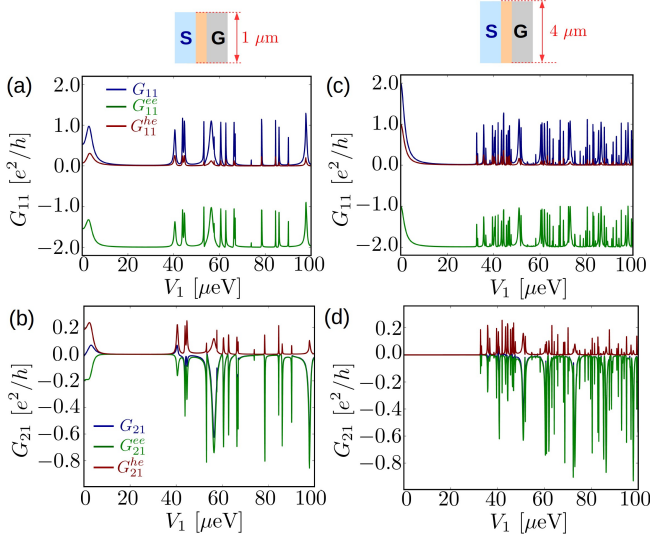 S G 1 μm
S G 4 μm
(a)
G₁₁ [e²/h]
2.0
1.0
0.0
−1.0
−2.0
G₁₁
G₁₁ᵉᵉ
G₁₁ʰᵉ
0 20 40 60 80 100
V₁ [μeV]
(c)
G₁₁ [e²/h]
2.0
1.0
0.0
−1.0
−2.0
0 20 40 60 80 100
V₁ [μeV]
(b)
G₂₁ [e²/h]
0.2
0.0
−0.2
−0.4
−0.6
−0.8
G₂₁
G₂₁ᵉᵉ
G₂₁ʰᵉ
0 20 40 60 80 100
V₁ [μeV]
(d)
G₂₁ [e²/h]
0.2
0.0
−0.2
−0.4
−0.6
−0.8
0 20 40 60 80 100
V₁ [μeV]